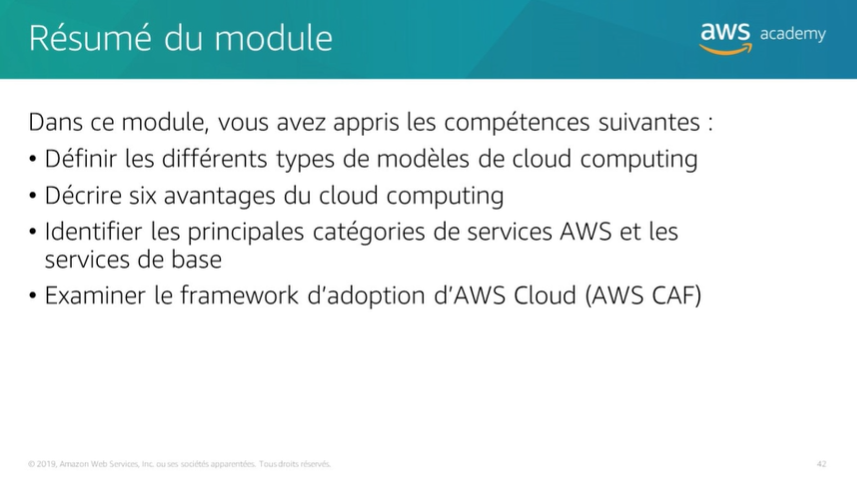 Résumé du module
aws academy
Dans ce module, vous avez appris les compétences suivantes :
• Définir les différents types de modèles de cloud computing
• Décrire six avantages du cloud computing
• Identifier les principales catégories de services AWS et les
services de base
• Examiner le framework d’adoption d’AWS Cloud (AWS CAF)
© 2019, Amazon Web Services, Inc. ou ses sociétés apparentées. Tous droits réservés.
42